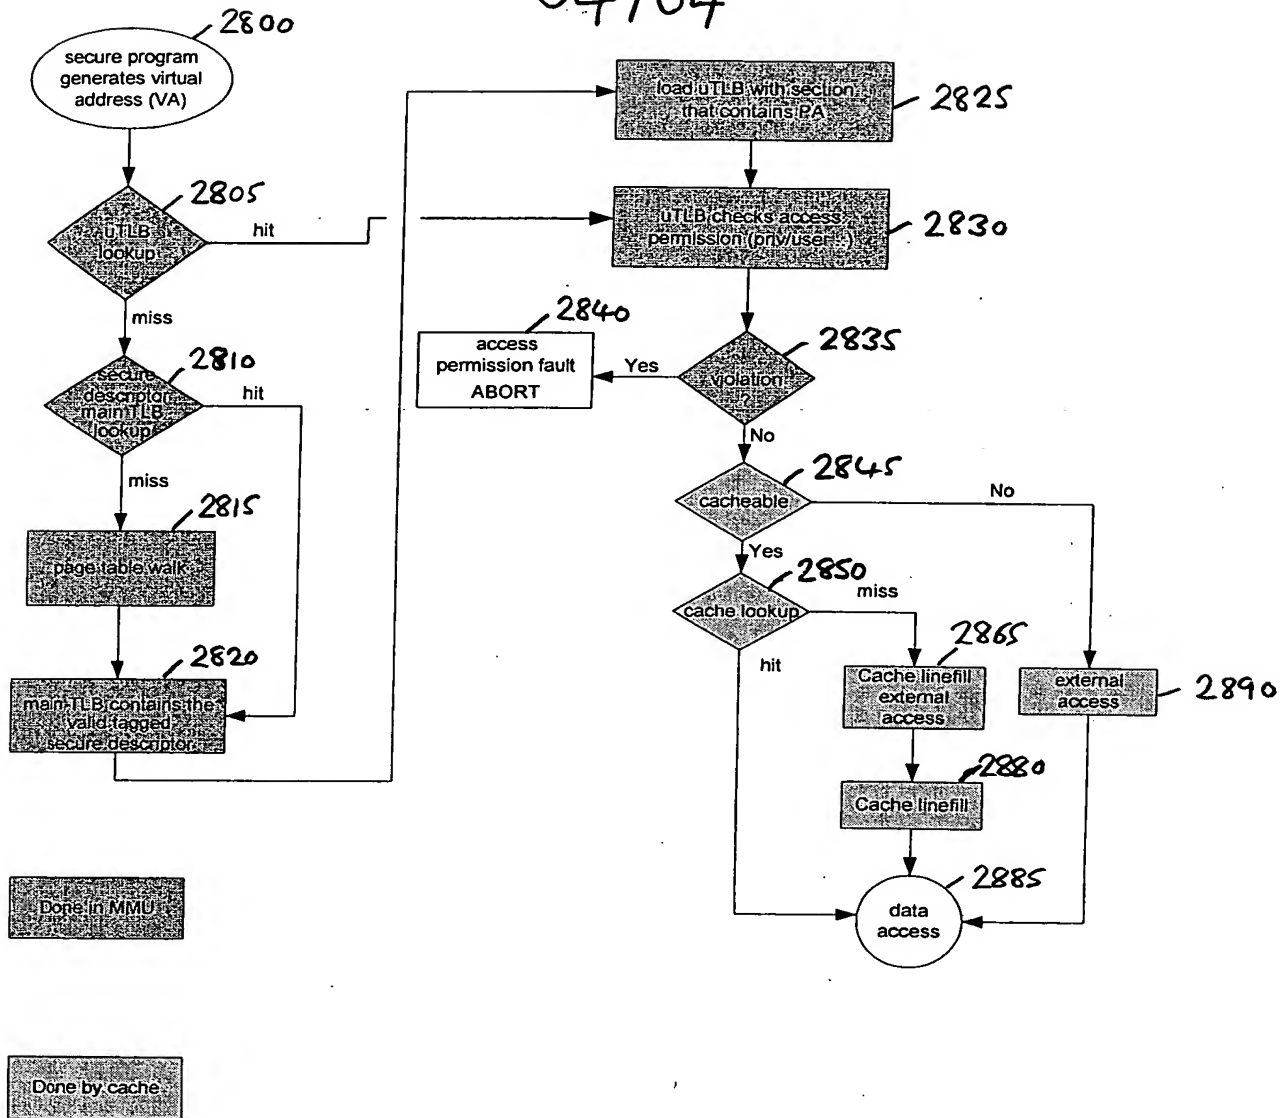 2800
secure program
generates virtual
address (VA)
2805
uTLB
lookup
hit
miss
2810
secure
descriptor
mainTLB
lookup
hit
miss
2815
page table walk
2820
main TLB contains the
valid tagged
secure descriptor
load uTLB with section
that contains PA
2825
uTLB checks access
permission (priv/user...)
2830
2840
access
permission fault
ABORT
Yes
2835
violation
?
No
2845
cacheable
No
Yes
2850
cache lookup
miss
hit
2865
Cache linefill
external
access
external
access
2890
2880
Cache linefill
2885
data
access
Done in MMU
Done by cache